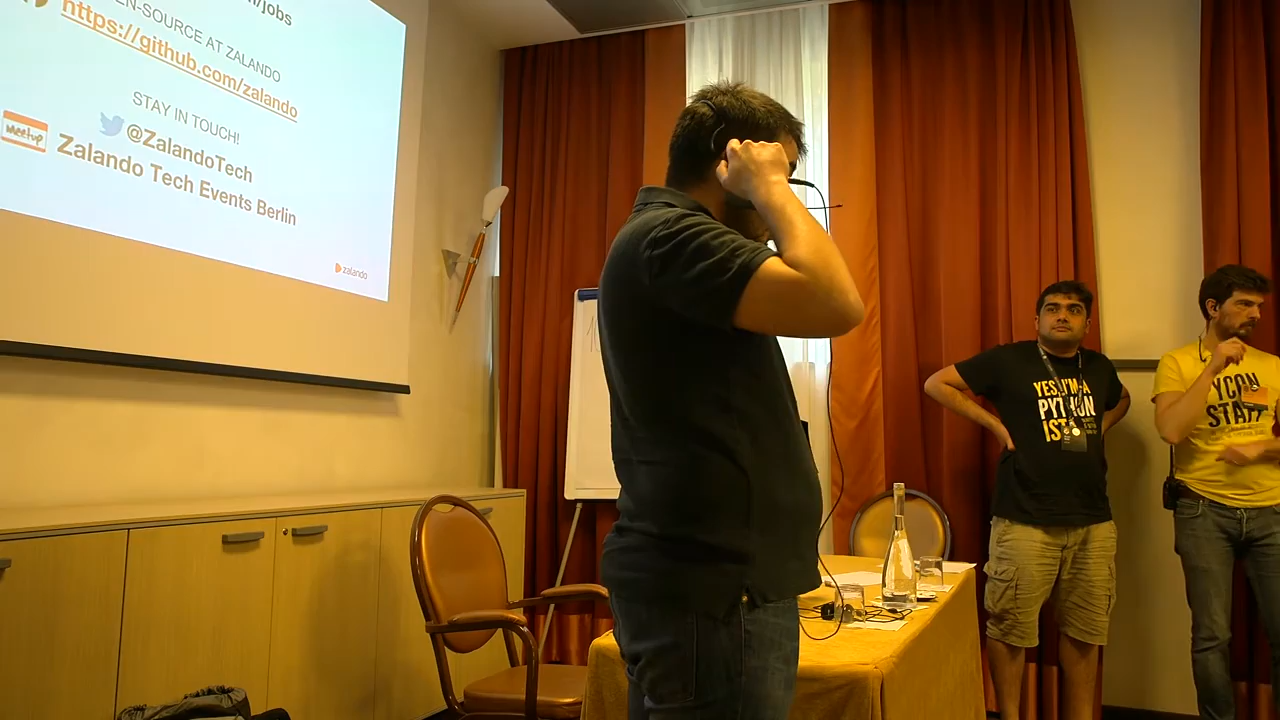 /jobs
EN-SOURCE AT ZALANDO
https://github.com/zalando
STAY IN TOUCH!
@ZalandoTech
Meetup
Zalando Tech Events Berlin
zalando
YES, I'M A
PYTHON
IST
YCON
STAFF